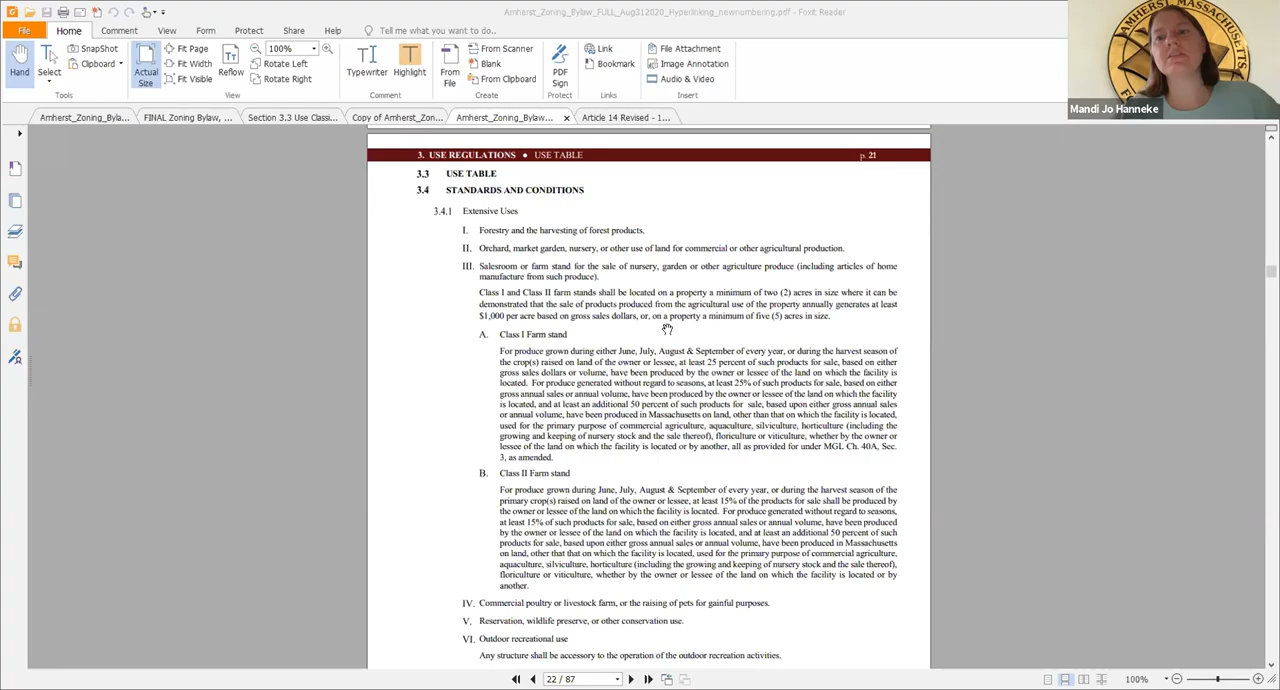 Amherst_Zoning_Bylaw_FULL_Aug312020_Hyperlinking_newnumbering.pdf - Foxit Reader
File Home Comment View Form Protect Share Help Tell me what you want to do..
Hand
Select
SnapShot
Clipboard
Tools
Actual Size
Fit Page
Fit Width
Fit Visible
Reflow
100%
Rotate Left
Rotate Right
View
Typewriter
Highlight
Comment
From File
From Scanner
Blank
From Clipboard
Create
PDF Sign
Protect
Link
Bookmark
Links
File Attachment
Image Annotation
Audio & Video
Insert
AMHERST MASSACHUSETTS
Mandi Jo Hanneke
Amherst_Zoning_Byla... FINAL Zoning Bylaw, ... Section 3.3 Use Classi... Copy of Amherst_Zon... Amherst_Zoning_Bylaw... Article 14 Revised - 1...
3. USE REGULATIONS • USE TABLE p. 21
3.3 USE TABLE
3.4 STANDARDS AND CONDITIONS
3.4.1 Extensive Uses
I. Forestry and the harvesting of forest products.
II. Orchard, market garden, nursery, or other use of land for commercial or other agricultural production.
III. Salesroom or farm stand for the sale of nursery, garden or other agriculture produce (including articles of home
manufacture from such produce).
Class I and Class II farm stands shall be located on a property a minimum of two (2) acres in size where it can be
demonstrated that the sale of products produced from the agricultural use of the property annually generates at least
$1,000 per acre based on gross sales dollars, or, on a property a minimum of five (5) acres in size.
A. Class I Farm stand
For produce grown during either June, July, August & September of every year, or during the harvest season of
the crop(s) raised on land of the owner or lessee, at least 25 percent of such products for sale, based on either
gross sales dollars or volume, have been produced by the owner or lessee of the land on which the facility is
located. For produce generated without regard to seasons, at least 25% of such products for sale, based on either
gross annual sales or annual volume, have been produced by the owner or lessee of the land on which the facility
is located, and at least an additional 50 percent of such products for sale, based upon either gross annual sales
or annual volume, have been produced in Massachusetts on land, other than that on which the facility is located,
used for the primary purpose of commercial agriculture, aquaculture, silviculture, horticulture (including the
growing and keeping of nursery stock and the sale thereof), floriculture or viticulture, whether by the owner or
lessee of the land on which the facility is located or by another, all as provided for under MGL Ch. 40A, Sec.
3, as amended.
B. Class II Farm stand
For produce grown during June, July, August & September of every year, or during the harvest season of the
primary crop(s) raised on land of the owner or lessee, at least 15% of the products for sale shall be produced by
the owner or lessee of the land on which the facility is located. For produce generated without regard to seasons,
at least 15% of such products for sale, based on either gross annual sales or annual volume, have been produced
by the owner or lessee of the land on which the facility is located, and at least an additional 50 percent of such
products for sale, based upon either gross annual sales or annual volume, have been produced in Massachusetts
on land, other that that on which the facility is located, used for the primary purpose of commercial agriculture,
aquaculture, silviculture, horticulture (including the growing and keeping of nursery stock and the sale thereof),
floriculture or viticulture, whether by the owner or lessee of the land on which the facility is located or by
another.
IV. Commercial poultry or livestock farm, or the raising of pets for gainful purposes.
V. Reservation, wildlife preserve, or other conservation use.
VI. Outdoor recreational use
Any structure shall be accessory to the operation of the outdoor recreation activities.
22 / 87
100%